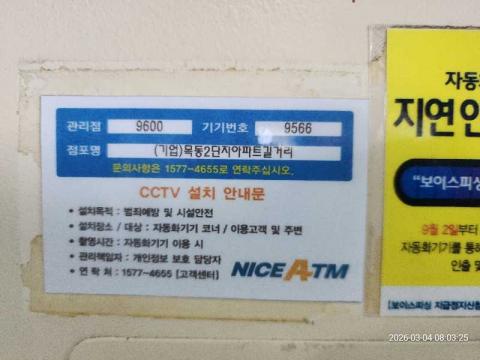 관리점 9600 기기번호 9566
점포명 (기업)목동2단지아파트길거리
문의사항은 1577-4655로 연락주십시오.
CCTV 설치 안내문
• 설치목적 : 범죄예방 및 시설안전
• 설치장소 / 대상 : 자동화기기 코너 / 이용고객 및 주변
• 촬영시간 : 자동화기기 이용 시
• 관리책임자 : 개인정보 보호 담당자
• 연 락 처 : 1577-4655 [고객센터]
NICE ATM
자동
지연인
"보이스피싱
9월 2일부터
자동화기기를 통해
인출 및
[보이스피싱
2026-03-04 08:03:25